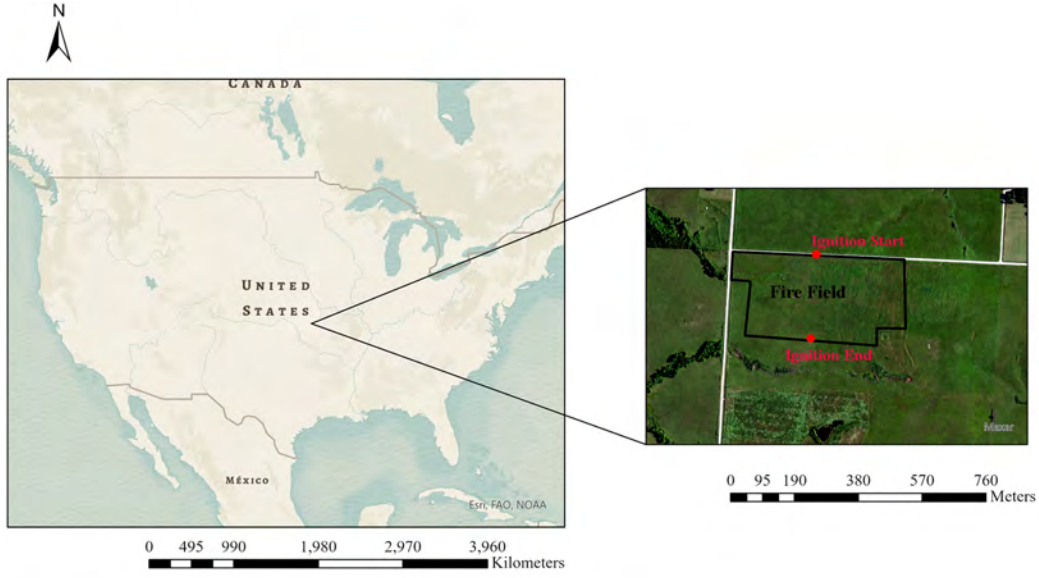 N
CANADA
UNITED
STATES
MÉXICO
Esri, FAO, NOAA
0 495 990 1,980 2,970 3,960
Kilometers
Ignition Start
Fire Field
Ignition End
Maxar
0 95 190 380 570 760
Meters